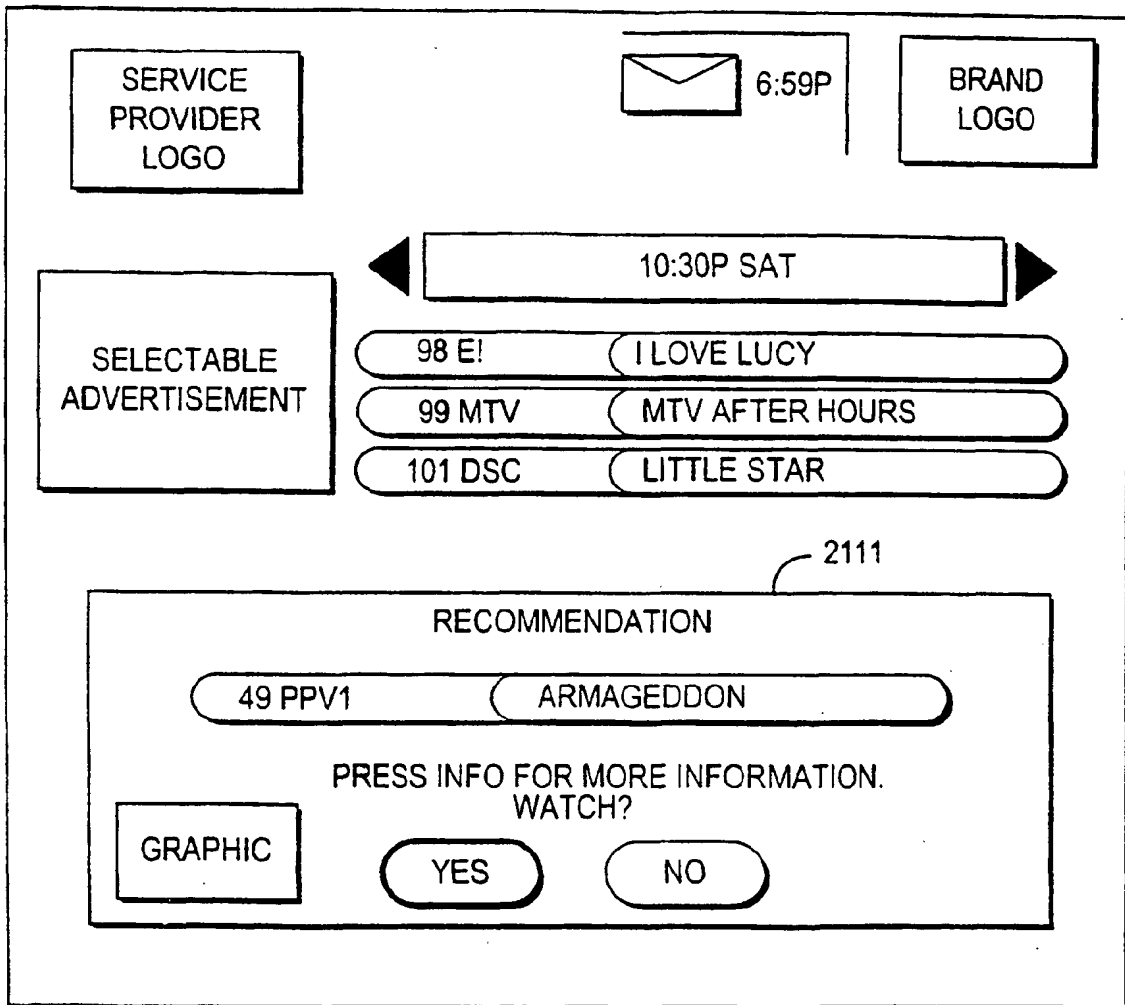 SERVICE
PROVIDER
LOGO
6:59P
BRAND
LOGO
10:30P SAT
SELECTABLE
ADVERTISEMENT
98 E! I LOVE LUCY
99 MTV MTV AFTER HOURS
101 DSC LITTLE STAR
2111
RECOMMENDATION
49 PPV1 ARMAGEDDON
PRESS INFO FOR MORE INFORMATION.
WATCH?
GRAPHIC
YES NO